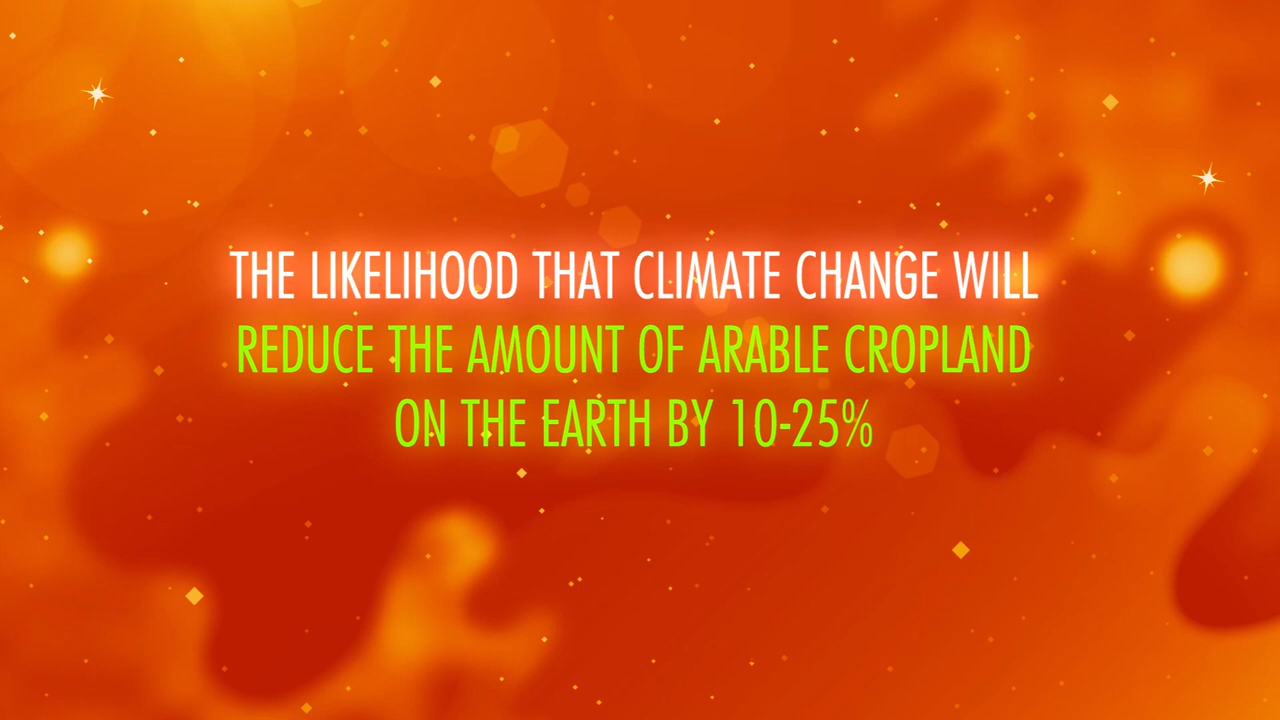 THE LIKELIHOOD THAT CLIMATE CHANGE WILL
REDUCE THE AMOUNT OF ARABLE CROPLAND
ON THE EARTH BY 10-25%